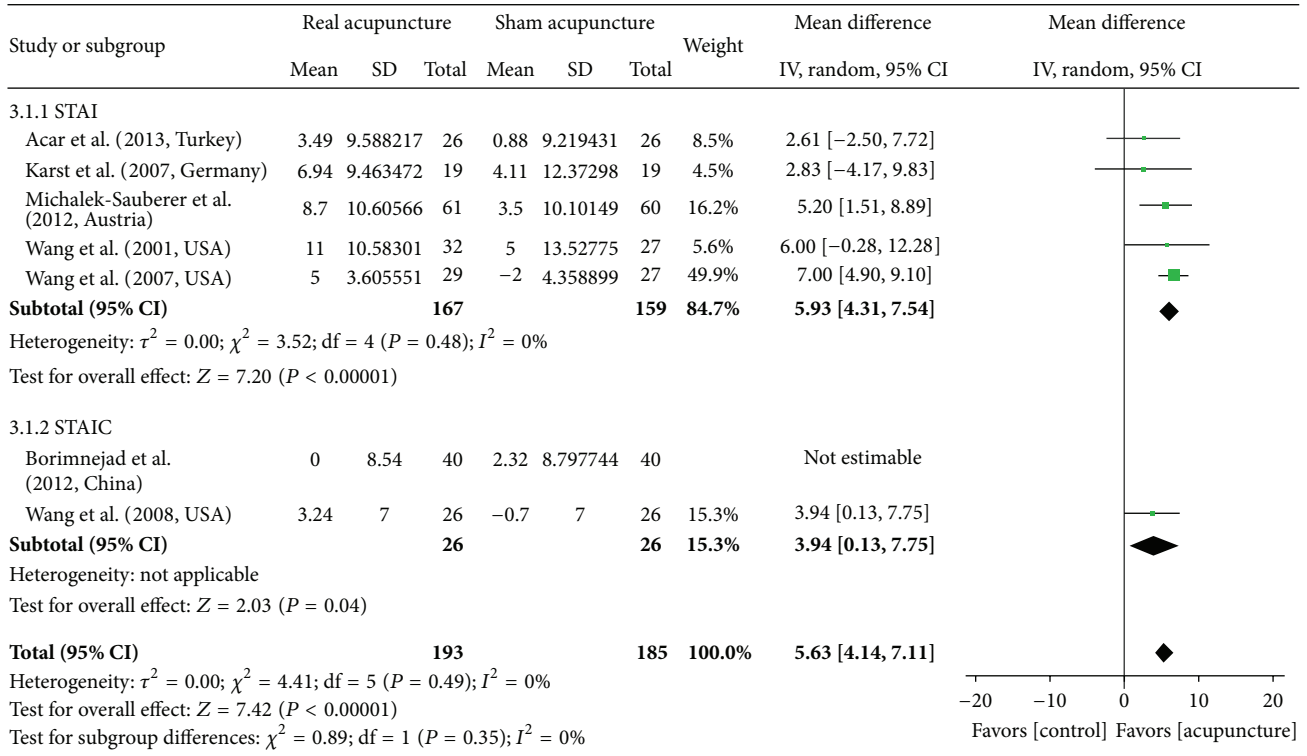 Real acupuncture Sham acupuncture Mean difference Mean difference
Study or subgroup Weight
Mean SD Total Mean SD Total IV, random, 95% CI IV, random, 95% CI
3.1.1 STAI
Acar et al. (2013, Turkey) 3.49 9.588217 26 0.88 9.219431 26 8.5% 2.61 [−2.50, 7.72]
Karst et al. (2007, Germany) 6.94 9.463472 19 4.11 12.37298 19 4.5% 2.83 [−4.17, 9.83]
Michalek-Sauberer et al.
(2012, Austria) 8.7 10.60566 61 3.5 10.10149 60 16.2% 5.20 [1.51, 8.89]
Wang et al. (2001, USA) 11 10.58301 32 5 13.52775 27 5.6% 6.00 [−0.28, 12.28]
Wang et al. (2007, USA) 5 3.605551 29 −2 4.358899 27 49.9% 7.00 [4.90, 9.10]
Subtotal (95% CI) 167 159 84.7% 5.93 [4.31, 7.54]
Heterogeneity: τ² = 0.00; χ² = 3.52; df = 4 (P = 0.48); I² = 0%
Test for overall effect: Z = 7.20 (P < 0.00001)
3.1.2 STAIC
Borimnejad et al. 0 8.54 40 2.32 8.797744 40 Not estimable
(2012, China)
Wang et al. (2008, USA) 3.24 7 26 −0.7 7 26 15.3% 3.94 [0.13, 7.75]
Subtotal (95% CI) 26 26 15.3% 3.94 [0.13, 7.75]
Heterogeneity: not applicable
Test for overall effect: Z = 2.03 (P = 0.04)
Total (95% CI) 193 185 100.0% 5.63 [4.14, 7.11]
Heterogeneity: τ² = 0.00; χ² = 4.41; df = 5 (P = 0.49); I² = 0%
−20 −10 0 10 20
Test for overall effect: Z = 7.42 (P < 0.00001)
Favors [control] Favors [acupuncture]
Test for subgroup differences: χ² = 0.89; df = 1 (P = 0.35); I² = 0%